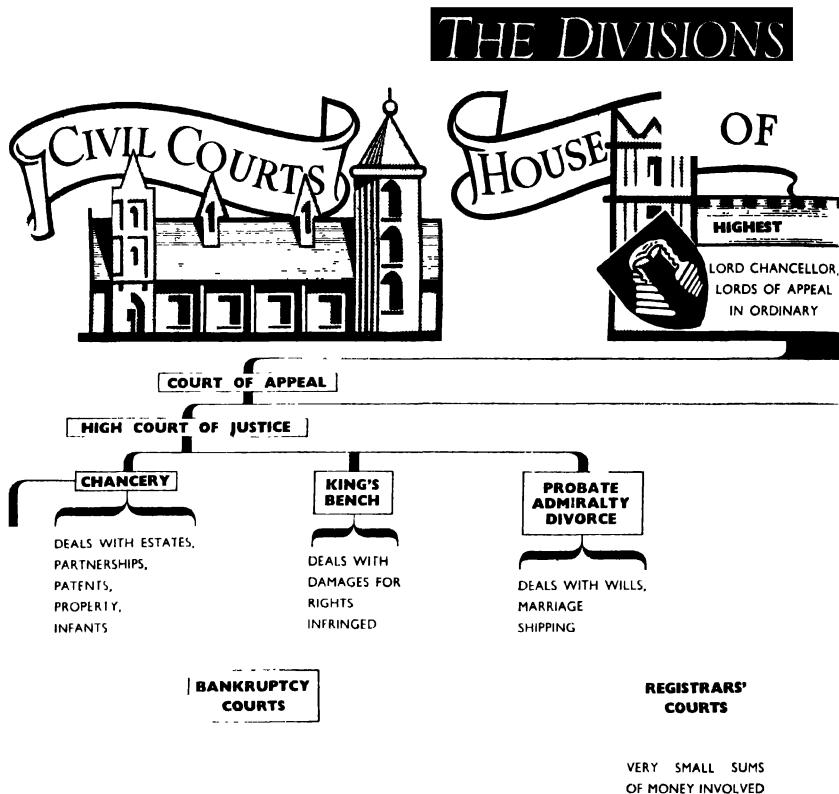 THE DIVISIONS
CIVIL COURTS
HOUSE OF
HIGHEST
LORD CHANCELLOR,
LORDS OF APPEAL
IN ORDINARY
COURT OF APPEAL
HIGH COURT OF JUSTICE
CHANCERY
DEALS WITH ESTATES,
PARTNERSHIPS,
PATENTS,
PROPERTY,
INFANTS
KING'S
BENCH
DEALS WITH
DAMAGES FOR
RIGHTS
INFRINGED
PROBATE
ADMIRALTY
DIVORCE
DEALS WITH WILLS,
MARRIAGE
SHIPPING
BANKRUPTCY
COURTS
REGISTRARS'
COURTS
VERY SMALL SUMS
OF MONEY INVOLVED